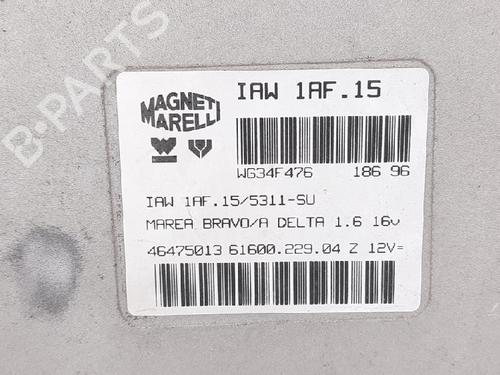 B-PARTS
MAGNETI MARELLI
IAW 1AF.15
WG34F476 186 96
IAW 1AF.15/5311-SU
MAREA BRAVO/A DELTA 1.6 16v
46475013 61600.229.04 Z 12V=